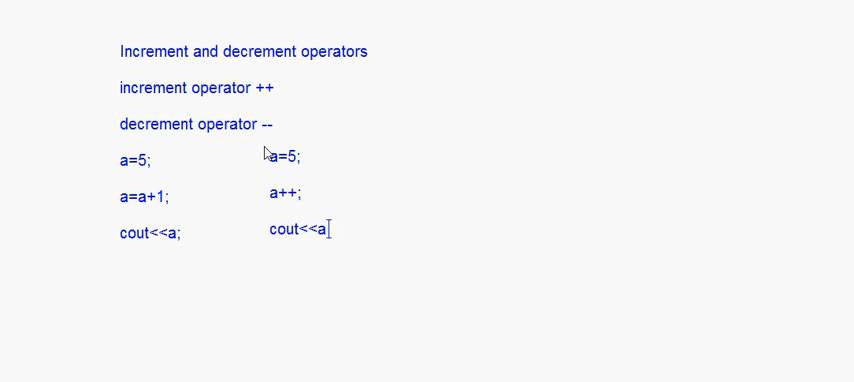 Increment and decrement operators
increment operator ++
decrement operator --
a=5;
a=a+1;
cout<<a;
a=5;
a++;
cout<<a